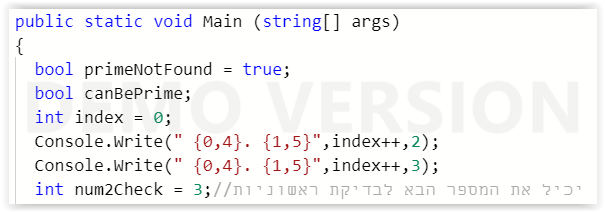 public static void Main (string[] args)
{
bool primeNotFound = true;
bool canBePrime;
int index = 0;
Console.Write(" {0,4}. {1,5}",index++,2);
Console.Write(" {0,4}. {1,5}",index++,3);
int num2Check = 3;//יכיל את המספר הבא לבדיקת ראשוניות
DEMO VERSION